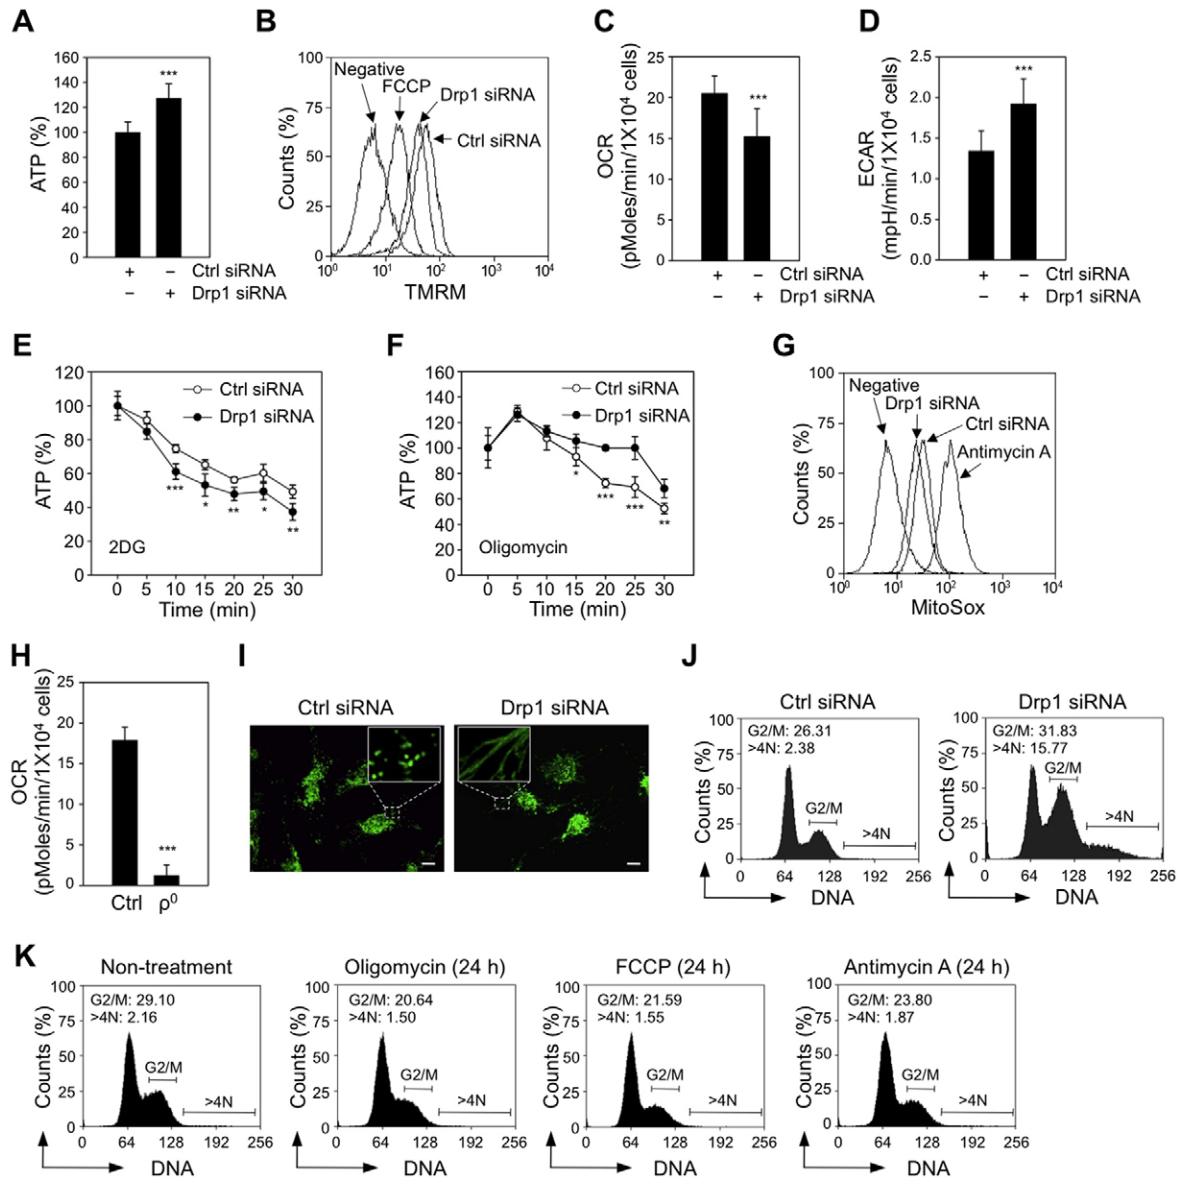 A
ATP (%)
160
140
120
100
80
60
40
20
0
***
+ – Ctrl siRNA
– + Drp1 siRNA
B
Counts (%)
100
75
50
25
0
Negative
FCCP
Drp1 siRNA
Ctrl siRNA
10⁰ 10¹ 10² 10³ 10⁴
TMRM
C
OCR
(pMoles/min/1X10⁴ cells)
25
20
15
10
5
0
***
+ – Ctrl siRNA
– + Drp1 siRNA
D
ECAR
(mpH/min/1X10⁴ cells)
2.5
2.0
1.5
1.0
0.5
0.0
***
+ – Ctrl siRNA
– + Drp1 siRNA
E
ATP (%)
120
100
80
60
40
20
0
Ctrl siRNA
Drp1 siRNA
*** * ** * **
2DG
0 5 10 15 20 25 30
Time (min)
F
ATP (%)
160
140
120
100
80
60
40
20
0
Ctrl siRNA
Drp1 siRNA
* *** *** **
Oligomycin
0 5 10 15 20 25 30
Time (min)
G
Counts (%)
100
75
50
25
0
Negative
Drp1 siRNA
Ctrl siRNA
Antimycin A
10⁰ 10¹ 10² 10³ 10⁴
MitoSox
H
OCR
(pMoles/min/1X10⁴ cells)
25
20
15
10
5
0
***
Ctrl ρ⁰
I
Ctrl siRNA Drp1 siRNA
J
Ctrl siRNA
Counts (%)
100
75
50
25
0
G2/M: 26.31
>4N: 2.38
G2/M
>4N
0 64 128 192 256
DNA
Drp1 siRNA
Counts (%)
100
75
50
25
0
G2/M: 31.83
>4N: 15.77
G2/M
>4N
0 64 128 192 256
DNA
K
Non-treatment
Counts (%)
100
75
50
25
0
G2/M: 29.10
>4N: 2.16
G2/M
>4N
0 64 128 192 256
DNA
Oligomycin (24 h)
Counts (%)
100
75
50
25
0
G2/M: 20.64
>4N: 1.50
G2/M
>4N
0 64 128 192 256
DNA
FCCP (24 h)
Counts (%)
100
75
50
25
0
G2/M: 21.59
>4N: 1.55
G2/M
>4N
0 64 128 192 256
DNA
Antimycin A (24 h)
Counts (%)
100
75
50
25
0
G2/M: 23.80
>4N: 1.87
G2/M
>4N
0 64 128 192 256
DNA